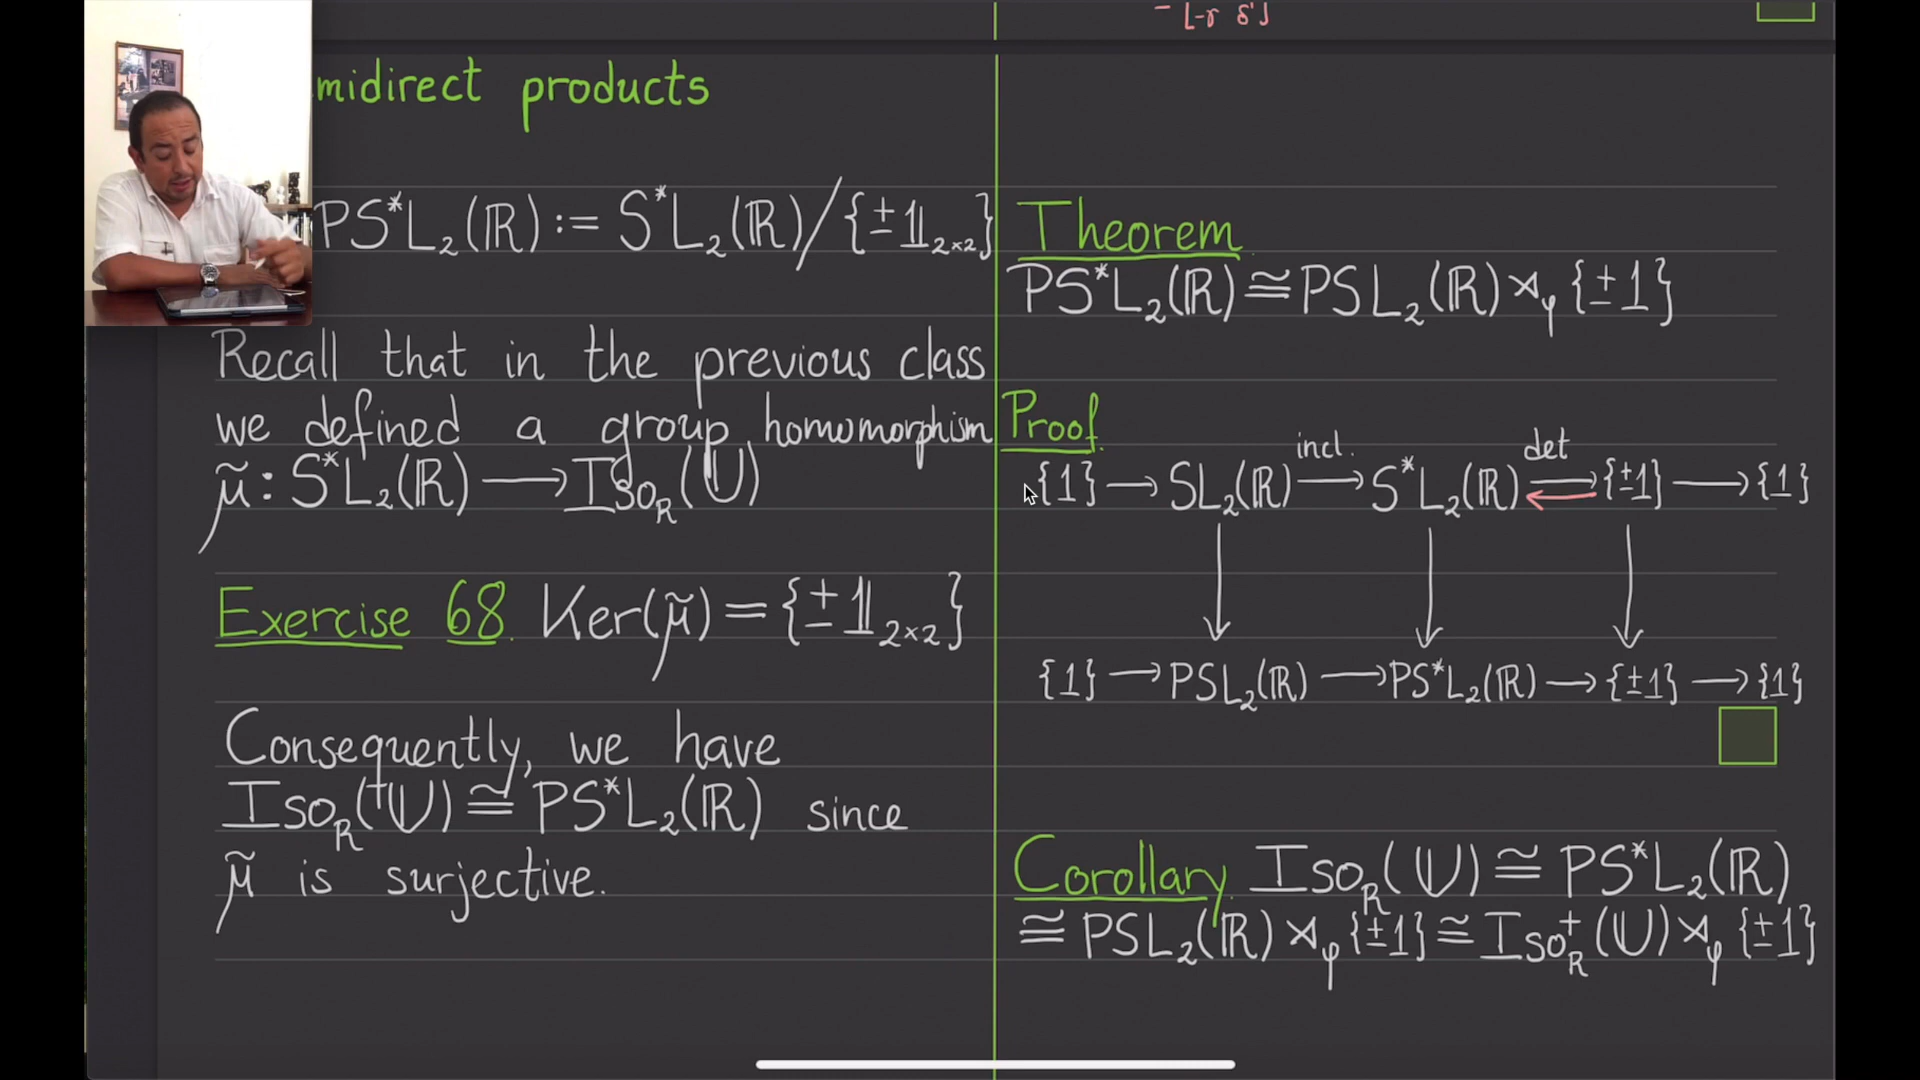 midirect products
PS*L₂(ℝ) := S*L₂(ℝ)/{±𝟙₂ₓ₂}
Recall that in the previous class
we defined a group homomorphism
μ̃ : S*L₂(ℝ) ⟶ Iso_R(𝕌)
Exercise 68. Ker(μ̃) = {±𝟙₂ₓ₂}
Consequently, we have
Iso_R(𝕌) ≅ PS*L₂(ℝ) since
μ̃ is surjective.
Theorem.
PS*L₂(ℝ) ≅ PSL₂(ℝ) ⋊_φ {±1}
Proof.
incl. det
{1} → SL₂(ℝ) ⟶ S*L₂(ℝ) ⇄ {±1} ⟶ {1}
{1} ⟶ PSL₂(ℝ) ⟶ PS*L₂(ℝ) ⟶ {±1} ⟶ {1}
Corollary. Iso_R(𝕌) ≅ PS*L₂(ℝ)
≅ PSL₂(ℝ) ⋊_φ {±1} ≅ Iso⁺_R(𝕌) ⋊_φ {±1}